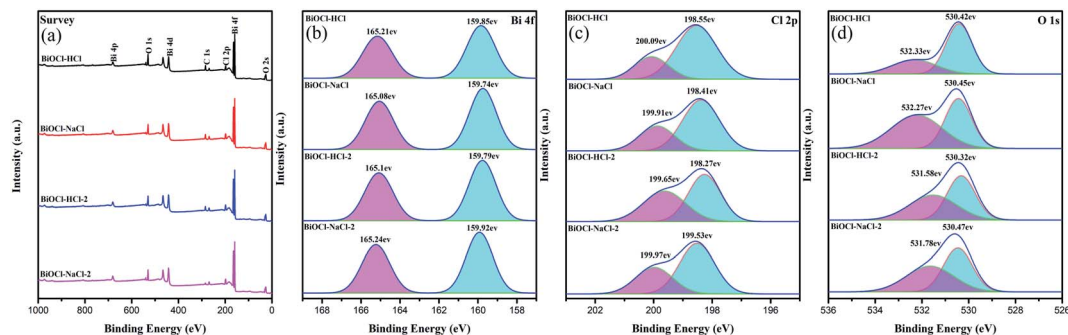 Survey
(a)
BiOCl-HCl
BiOCl-NaCl
BiOCl-HCl-2
BiOCl-NaCl-2
Bi 4p
O 1s
Bi 4d
C 1s
Cl 2p
Bi 4f
O 2s
Intensity (a.u.)
1000 800 600 400 200 0
Binding Energy (eV)
BiOCl-HCl
Bi 4f
(b)
165.21ev
159.85ev
BiOCl-NaCl
165.08ev
159.74ev
BiOCl-HCl-2
165.1ev
159.79ev
BiOCl-NaCl-2
165.24ev
159.92ev
Intensity (a.u.)
168 166 164 162 160 158 156
Binding Energy (eV)
BiOCl-HCl
Cl 2p
(c)
198.55ev
200.09ev
BiOCl-NaCl
198.41ev
199.91ev
BiOCl-HCl-2
198.27ev
199.65ev
BiOCl-NaCl-2
199.53ev
199.97ev
Intensity (a.u.)
202 200 198 196
Binding Energy (eV)
BiOCl-HCl
O 1s
(d)
530.42ev
532.33ev
BiOCl-NaCl
530.45ev
532.27ev
BiOCl-HCl-2
530.32ev
531.58ev
BiOCl-NaCl-2
530.47ev
531.78ev
Intensity (a.u.)
536 534 532 530 528 526
Binding Energy (eV)